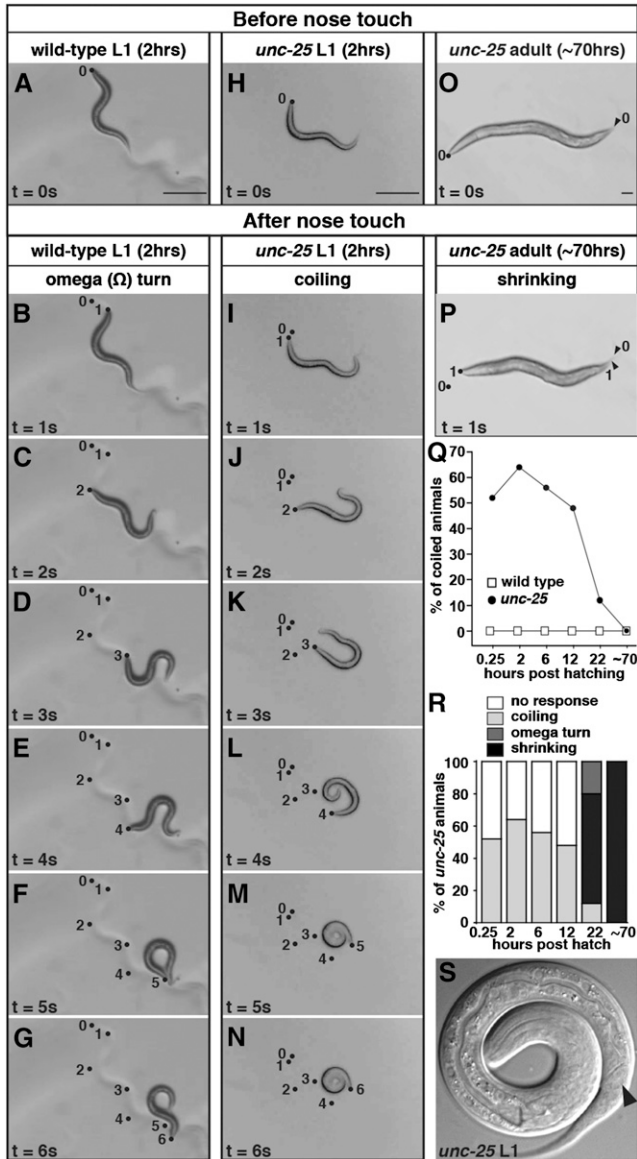 Before nose touch
wild-type L1 (2hrs)
unc-25 L1 (2hrs)
unc-25 adult (~70hrs)
A
0
t = 0s
H
0
t = 0s
O
0
0
t = 0s
After nose touch
wild-type L1 (2hrs)
unc-25 L1 (2hrs)
unc-25 adult (~70hrs)
omega (Ω) turn
coiling
shrinking
B
0
1
t = 1s
C
0
1
2
t = 2s
D
0
1
2
3
t = 3s
E
0
1
2
3
4
t = 4s
F
0
1
2
3
4
5
t = 5s
G
0
1
2
3
4
5
6
t = 6s
I
0
1
t = 1s
J
0
1
2
t = 2s
K
0
1
2
3
t = 3s
L
0
1
2
3
4
t = 4s
M
0
1
2
3
4
5
t = 5s
N
0
1
2
3
4
6
t = 6s
P
0
1
1
0
t = 1s
Q
% of coiled animals
70
60
50
40
30
20
10
0
wild type
unc-25
0.25 2 6 12 22 ~70
hours post hatching
R
no response
coiling
omega turn
shrinking
% of unc-25 animals
100
80
60
40
20
0
0.25 2 6 12 22 ~70
hours post hatch
S
unc-25 L1